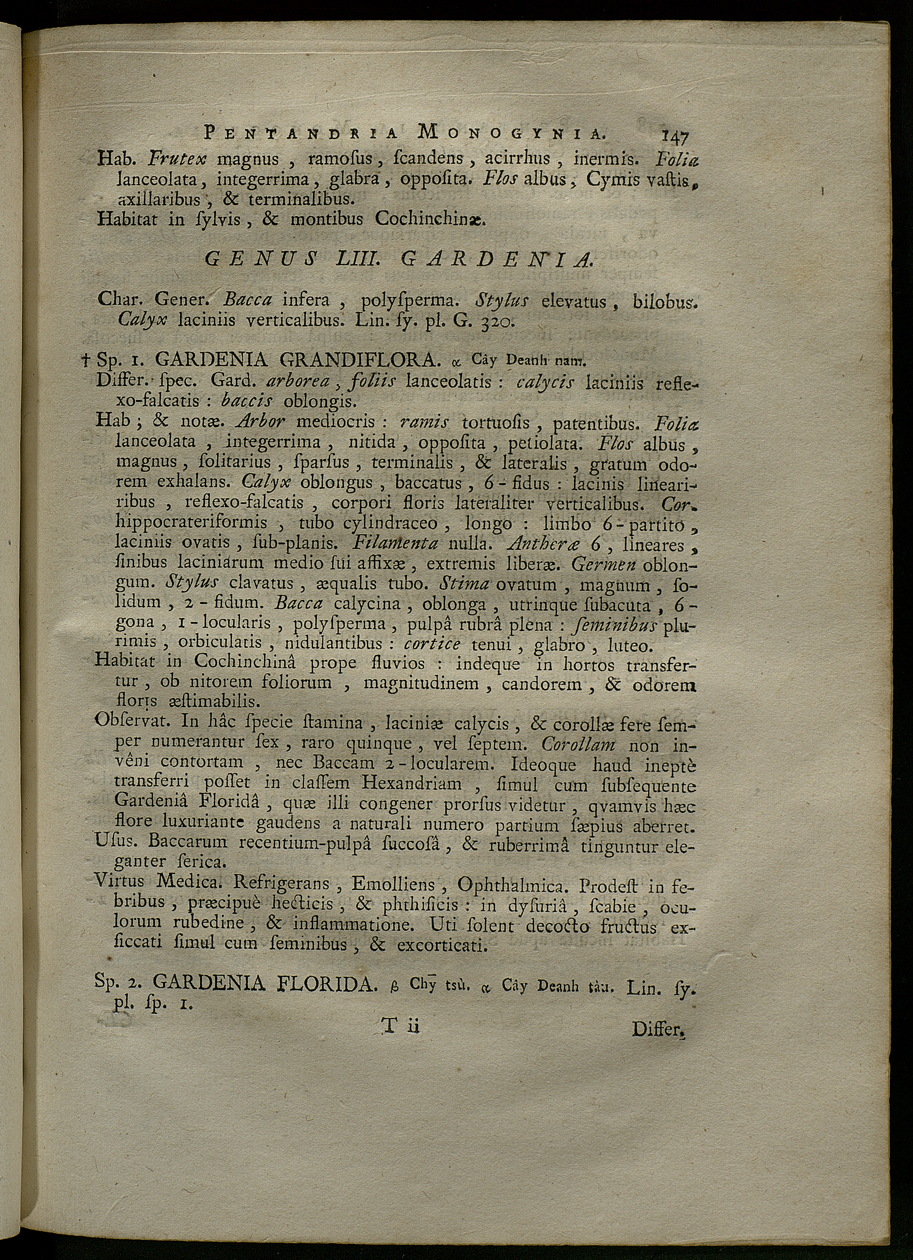 PENTANDRIA MONOGYNIA. 147
Hab. Frutex magnus , ramoſus , ſcandens , acirrhus , inermis. Folia
lanceolata , integerrima , glabra , oppoſita. Flos albus , Cymis vaſtis,
axillaribus , & terminalibus.
Habitat in ſylvis , & montibus Cochinchinæ.
GENUS LIII. GARDENIA.
Char. Gener. Bacca infera , polyſperma. Stylus elevatus , bilobus.
Calyx laciniis verticalibus. Lin. ſy. pl. G. 320.
† Sp. 1. GARDENIA GRANDIFLORA. α Cây Deanh nam.
Differ. ſpec. Gard. arborea , foliis lanceolatis : calycis laciniis refle-
xo-falcatis : baccis oblongis.
Hab ; & notæ. Arbor mediocris : ramis tortuoſis , patentibus. Folia
lanceolata , integerrima , nitida , oppoſita , petiolata. Flos albus ,
magnus , ſolitarius , ſparſus , terminalis , & lateralis , gratum odo-
rem exhalans. Calyx oblongus , baccatus , 6 - fidus : lacinis lineari-
ribus , reflexo-falcatis , corpori floris lateraliter verticalibus. Cor.
hippocrateriformis , tubo cylindraceo , longo : limbo 6 - partito ,
laciniis ovatis , ſub-planis. Filamenta nulla. Antheræ 6 , lineares ,
ſinibus laciniarum medio ſui affixæ , extremis liberæ. Germen oblon-
gum. Stylus clavatus , æqualis tubo. Stima ovatum , magnum , ſo-
lidum , 2 - fidum. Bacca calycina , oblonga , utrinque ſubacuta , 6 -
gona , 1 - locularis , polyſperma , pulpâ rubrâ plena : ſeminibus plu-
rimis , orbiculatis , nidulantibus : cortice tenui , glabro , luteo.
Habitat in Cochinchinâ prope fluvios : indeque in hortos transfer-
tur , ob nitorem foliorum , magnitudinem , candorem , & odorem
floris æſtimabilis.
Obſervat. In hâc ſpecie ſtamina , laciniæ calycis , & corollæ fere ſem-
per numerantur ſex , raro quinque , vel ſeptem. Corollam non in-
vêni contortam , nec Baccam 2 - locularem. Ideoque haud ineptè
transferri poſſet in claſſem Hexandriam , ſimul cum ſubſequente
Gardeniâ Floridâ , quæ illi congener prorſus videtur , qvamvis hæc
flore luxuriante gaudens a naturali numero partium ſæpius aberret.
Uſus. Baccarum recentium-pulpâ ſuccoſâ , & ruberrimâ tinguntur ele-
ganter ſerica.
Virtus Medica. Refrigerans , Emolliens , Ophthalmica. Prodeſt in fe-
bribus , præcipuè hecticis , & phthiſicis : in dyſuriâ , ſcabie , ocu-
lorum rubedine , & inflammatione. Uti ſolent decocto fructus ex-
ſiccati ſimul cum ſeminibus , & excorticati.
Sp. 2. GARDENIA FLORIDA. β Chȳ tsù. α Cây Deanh tàu. Lin. ſy.
pl. ſp. 1.
T ii Differ.